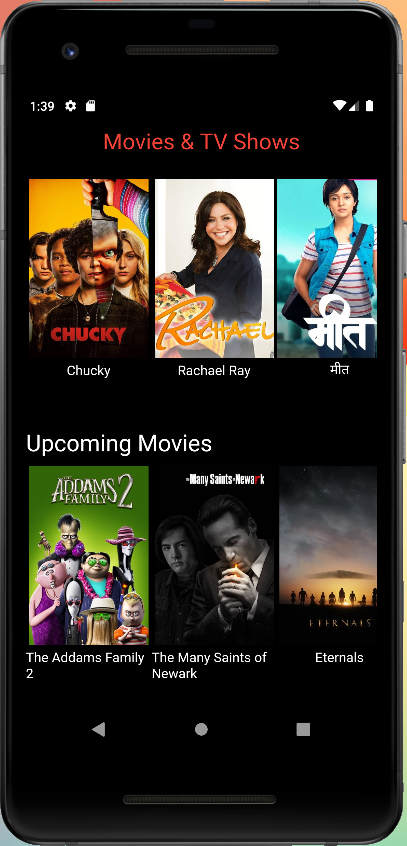 1:39
Movies & TV Shows
CHUCKY
RACHAEL
मीत
Chucky
Rachael Ray
मीत
Upcoming Movies
THE
ADDAMS
FAMILY 2
The Many Saints of Newark
ETERNALS
The Addams Family
2
The Many Saints of
Newark
Eternals